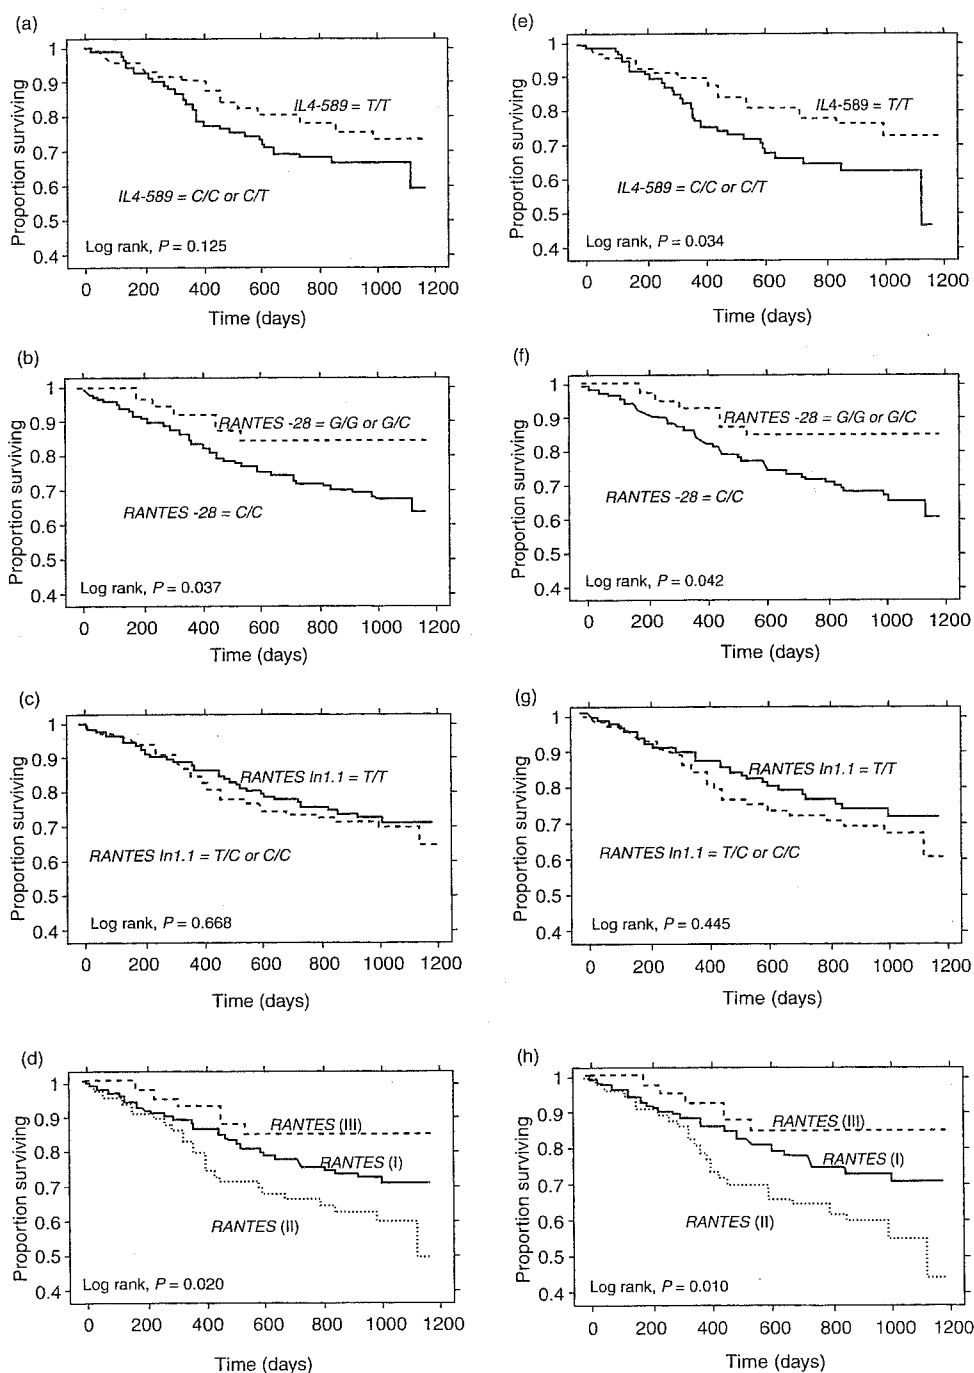 (a)
Proportion surviving
1
0.9
0.8
0.7
0.6
0.5
0.4
IL4-589 = T/T
IL4-589 = C/C or C/T
Log rank, P = 0.125
0 200 400 600 800 1000 1200
Time (days)
(e)
Proportion surviving
1
0.9
0.8
0.7
0.6
0.5
0.4
IL4-589 = T/T
IL4-589 = C/C or C/T
Log rank, P = 0.034
0 200 400 600 800 1000 1200
Time (days)
(b)
Proportion surviving
1
0.9
0.8
0.7
0.6
0.5
0.4
RANTES -28 = G/G or G/C
RANTES -28 = C/C
Log rank, P = 0.037
0 200 400 600 800 1000 1200
Time (days)
(f)
Proportion surviving
1
0.9
0.8
0.7
0.6
0.5
0.4
RANTES -28 = G/G or G/C
RANTES -28 = C/C
Log rank, P = 0.042
0 200 400 600 800 1000 1200
Time (days)
(c)
Proportion surviving
1
0.9
0.8
0.7
0.6
0.5
0.4
RANTES In1.1 = T/T
RANTES In1.1 = T/C or C/C
Log rank, P = 0.668
0 200 400 600 800 1000 1200
Time (days)
(g)
Proportion surviving
1
0.9
0.8
0.7
0.6
0.5
0.4
RANTES In1.1 = T/T
RANTES In1.1 = T/C or C/C
Log rank, P = 0.445
0 200 400 600 800 1000 1200
Time (days)
(d)
Proportion surviving
1
0.9
0.8
0.7
0.6
0.5
0.4
RANTES (III)
RANTES (I)
RANTES (II)
Log rank, P = 0.020
0 200 400 600 800 1000 1200
Time (days)
(h)
Proportion surviving
1
0.9
0.8
0.7
0.6
0.5
0.4
RANTES (III)
RANTES (I)
RANTES (II)
Log rank, P = 0.010
0 200 400 600 800 1000 1200
Time (days)